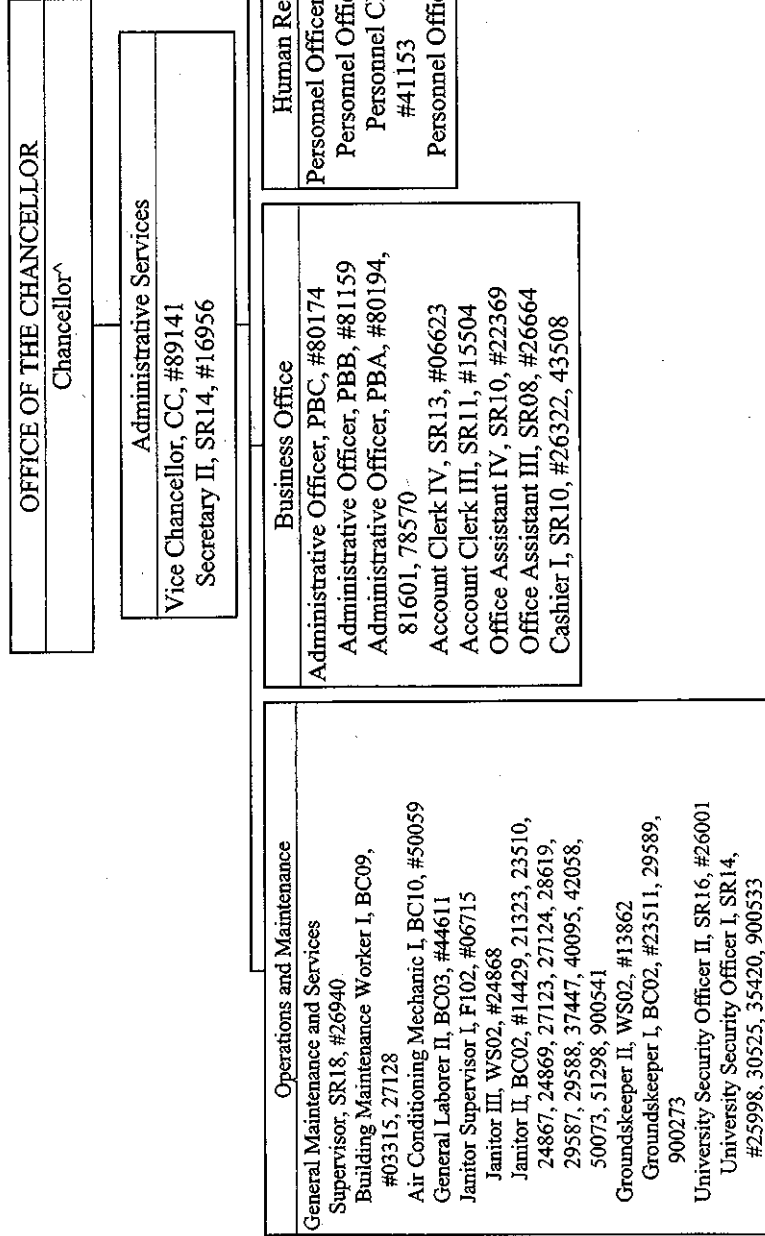 OFFICE OF THE CHANCELLOR
Chancellor^
Administrative Services
Vice Chancellor, CC, #89141
Secretary II, SR14, #16956
Operations and Maintenance
General Maintenance and Services
Supervisor, SR18, #26940
Building Maintenance Worker I, BC09,
#03315, 27128
Air Conditioning Mechanic I, BC10, #50059
General Laborer II, BC03, #44611
Janitor Supervisor I, F102, #06715
Janitor III, WS02, #24868
Janitor II, BC02, #14429, 21323, 23510,
24867, 24869, 27123, 27124, 28619,
29587, 29588, 37447, 40095, 42058,
50073, 51298, 900541
Groundskeeper II, WS02, #13862
Groundskeeper I, BC02, #23511, 29589,
900273
University Security Officer II, SR16, #26001
University Security Officer I, SR14,
#25998, 30525, 35420, 900533
Business Office
Administrative Officer, PBC, #80174
Administrative Officer, PBB, #81159
Administrative Officer, PBA, #80194,
81601, 78570
Account Clerk IV, SR13, #06623
Account Clerk III, SR11, #15504
Office Assistant IV, SR10, #22369
Office Assistant III, SR08, #26664
Cashier I, SR10, #26322, 43508
Human Re
Personnel Officer
Personnel Offic
Personnel C
#41153
Personnel Offic